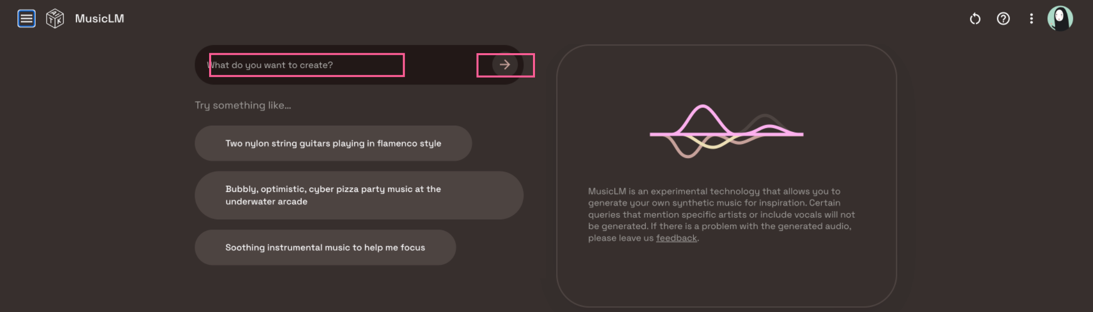 MusicLM
What do you want to create?
Try something like...
Two nylon string guitars playing in flamenco style
Bubbly, optimistic, cyber pizza party music at the
underwater arcade
Soothing instrumental music to help me focus
MusicLM is an experimental technology that allows you to
generate your own synthetic music for inspiration. Certain
queries that mention specific artists or include vocals will not
be generated. If there is a problem with the generated audio,
please leave us feedback.